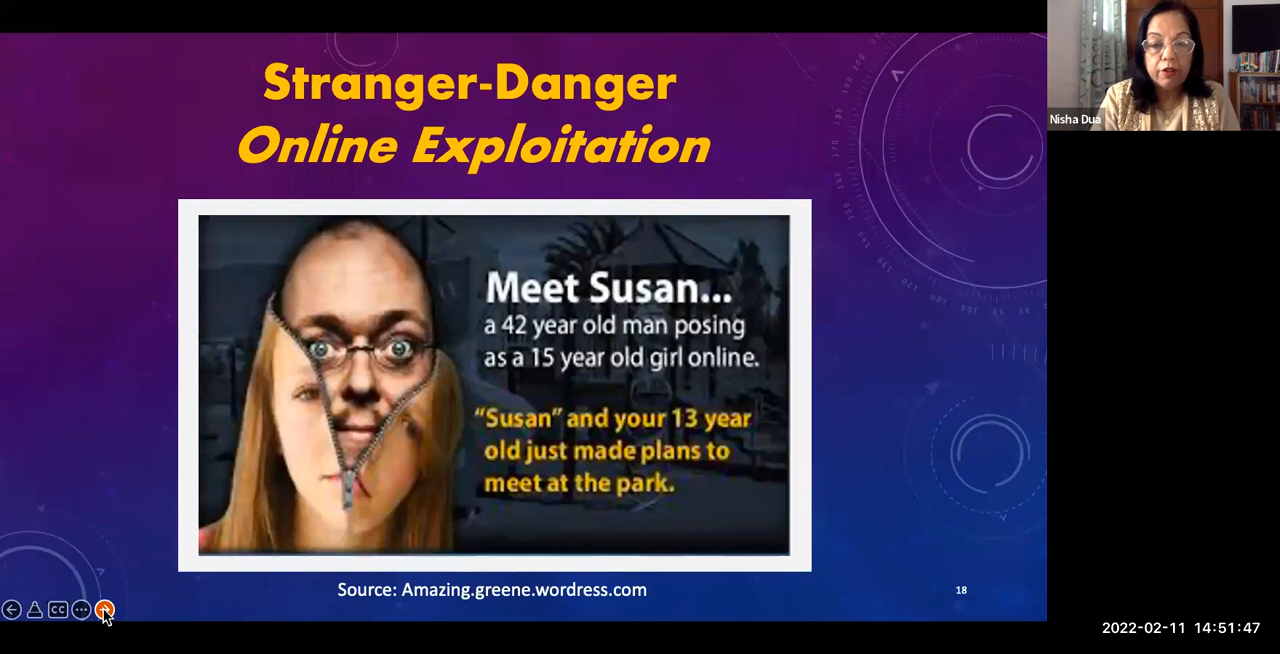 Stranger-Danger
Online Exploitation
Meet Susan...
a 42 year old man posing
as a 15 year old girl online.
“Susan” and your 13 year
old just made plans to
meet at the park.
Source: Amazing.greene.wordress.com
18
CC
Nisha Dua
2022-02-11 14:51:47